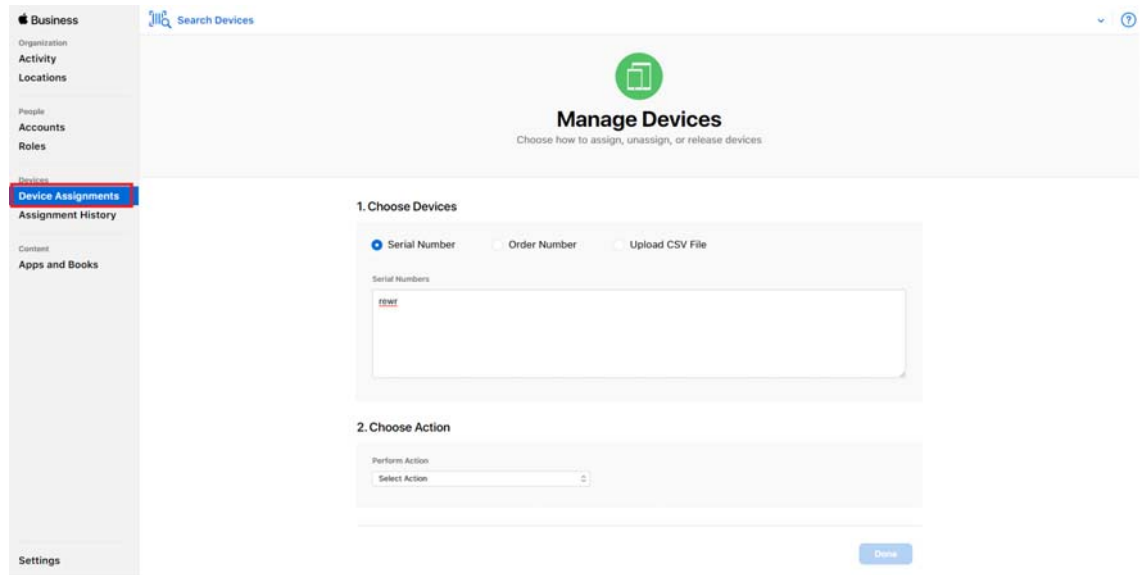 Business
Search Devices
Organization
Activity
Locations
People
Accounts
Roles
Devices
Device Assignments
Assignment History
Content
Apps and Books
Settings
Manage Devices
Choose how to assign, unassign, or release devices
1. Choose Devices
Serial Number Order Number Upload CSV File
Serial Numbers
rewr
2. Choose Action
Perform Action
Select Action
Done